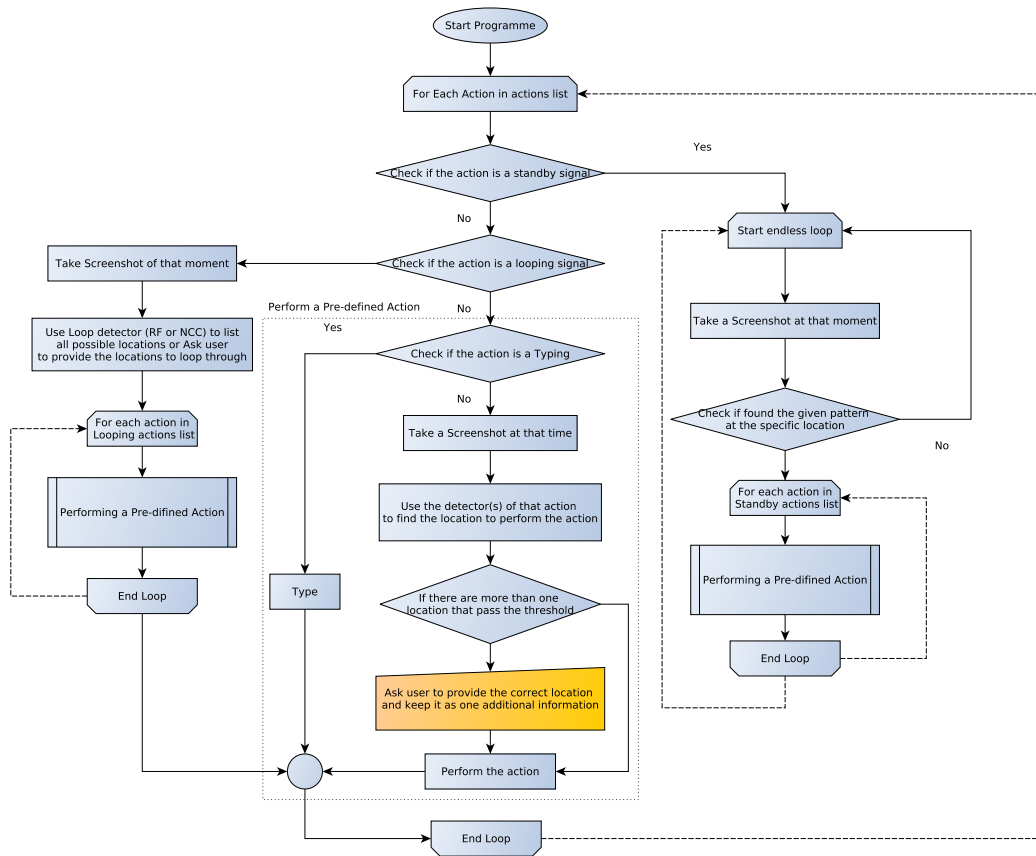 Start Programme
For Each Action in actions list
Check if the action is a standby signal
Yes
No
Start endless loop
Check if the action is a looping signal
Take Screenshot of that moment
No
Perform a Pre-defined Action
Yes
Use Loop detector (RF or NCC) to list
all possible locations or Ask user
to provide the locations to loop through
Check if the action is a Typing
No
Take a Screenshot at that moment
Check if found the given pattern
at the specific location
No
For each action in
Looping actions list
Take a Screenshot at that time
Performing a Pre-difined Action
Use the detector(s) of that action
to find the location to perform the action
For each action in
Standby actions list
Performing a Pre-difined Action
End Loop
Type
If there are more than one
location that pass the threshold
End Loop
Ask user to provide the correct location
and keep it as one additional information
Perform the action
End Loop